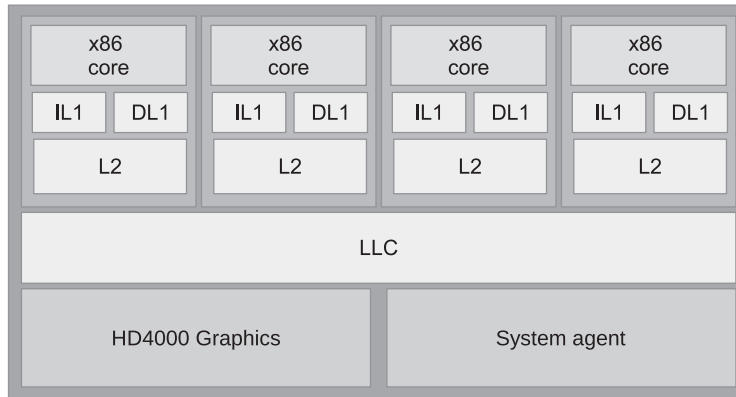 x86 core
x86 core
x86 core
x86 core
IL1 DL1 IL1 DL1 IL1 DL1 IL1 DL1
L2 L2 L2 L2
LLC
HD4000 Graphics System agent